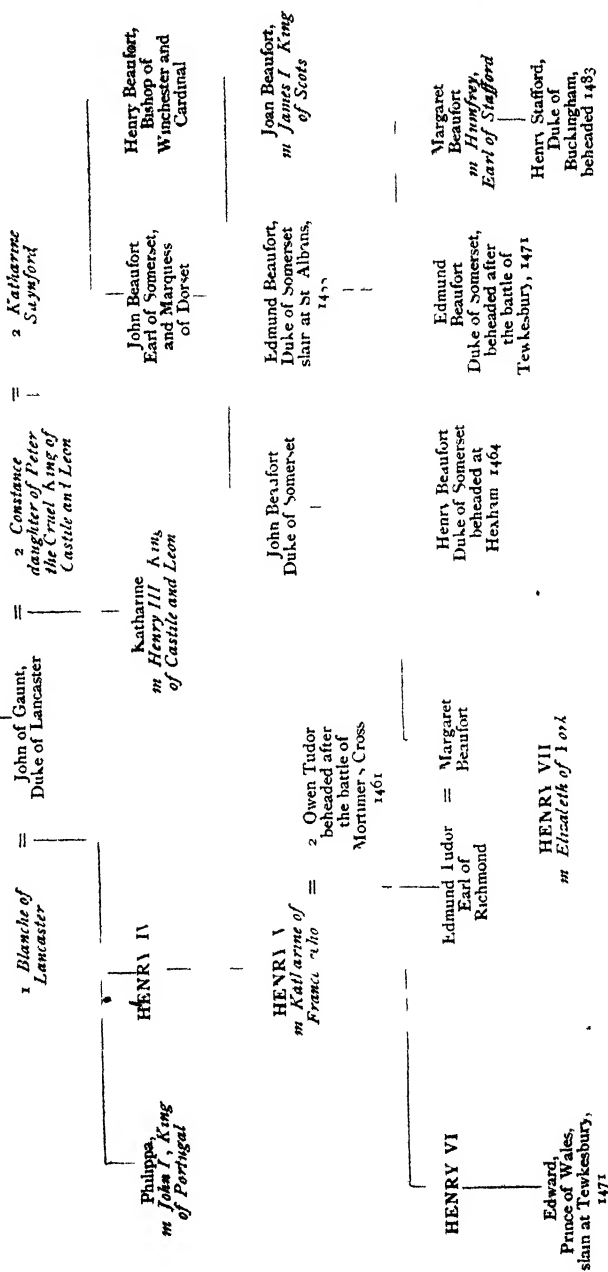 1 Blanche of
Lancaster
=
John of Gaunt,
Duke of Lancaster
=
2 Constance
daughter of Peter
the Cruel King of
Castile and Leon
=
2 Katharine
Swynford
Philippa,
m John I, King
of Portugal
HENRY IV
Katharine
m Henry III King
of Castile and Leon
John Beaufort
Earl of Somerset,
and Marquess
of Dorset
Henry Beaufort,
Bishop of
Winchester and
Cardinal
HENRY V
m Katharine of
France who
=
2 Owen Tudor
beheaded after
the battle of
Mortimer s Cross
1461
John Beaufort
Duke of Somerset
Edmund Beaufort,
Duke of Somerset
slain at St Albans,
Joan Beaufort,
m James I King
of Scots
HENRY VI
Edmund Tudor
Earl of
Richmond
=
Margaret
Beaufort
Henry Beaufort
Duke of Somerset
beheaded at
Hexham 1464
Edmund
Beaufort
Duke of Somerset,
beheaded after
the battle of
Tewkesbury, 1471
Margaret
Beaufort
m Humfrey,
Earl of Stafford
Edward,
Prince of Wales,
slain at Tewkesbury,
1471
HENRY VII
m Elizabeth of York
Henry Stafford,
Duke of
Buckingham,
beheaded 1483